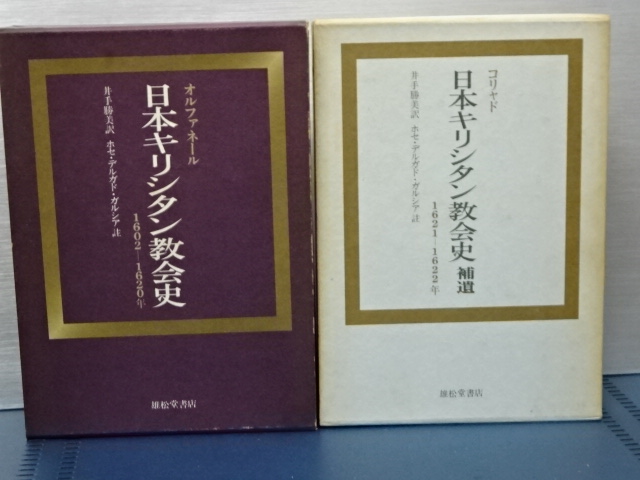 オルファネール
日本キリシタン教会史
1602―1620年
井手勝美訳 ホセ・デルガド・ガルシア註
雄松堂書店
コリャド
日本キリシタン教会史 補遺
1621―1622年
井手勝美訳 ホセ・デルガド・ガルシア註
雄松堂書店